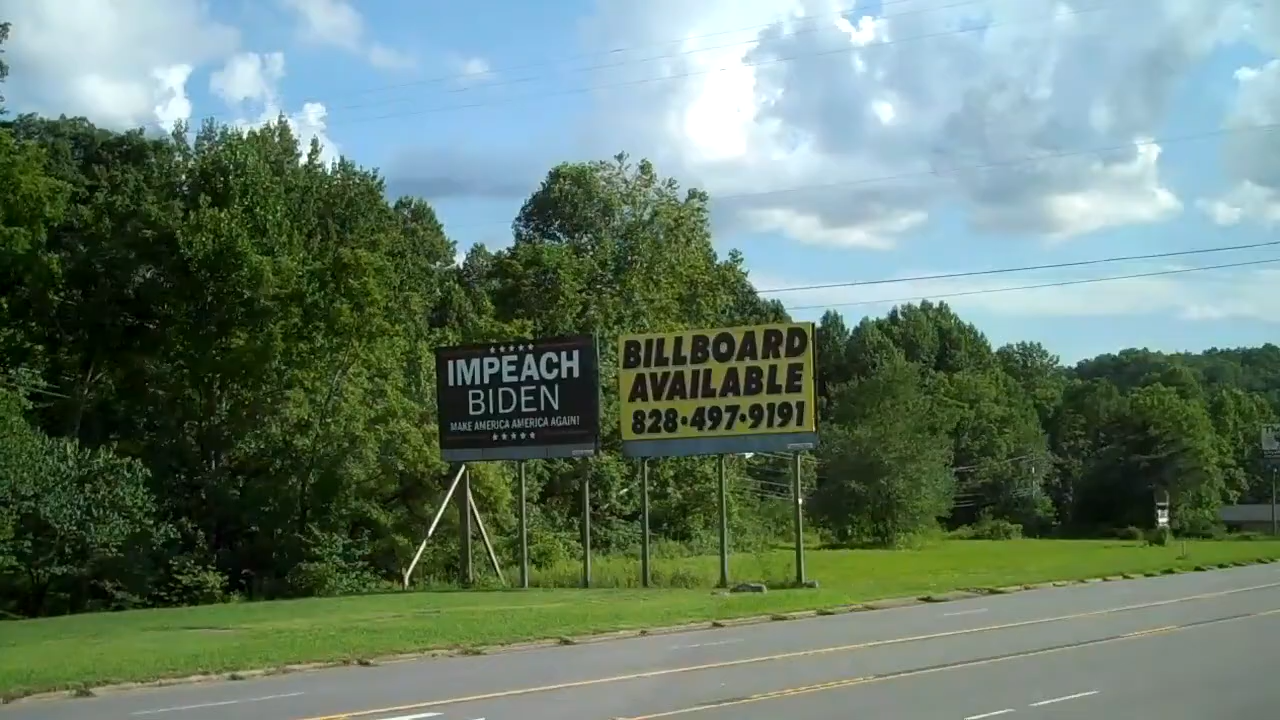 IMPEACH
BIDEN
MAKE AMERICA AMERICA AGAIN!
BILLBOARD
AVAILABLE
828·497·9191